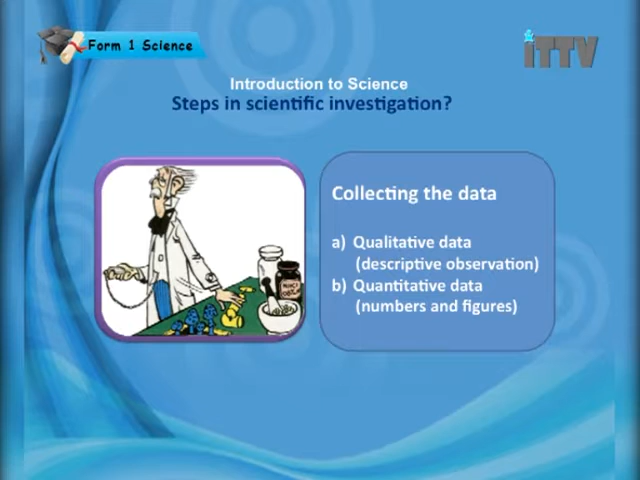 Form 1 Science
iTTV
Introduction to Science
Steps in scientific investigation?
Collecting the data
a) Qualitative data
(descriptive observation)
b) Quantitative data
(numbers and figures)